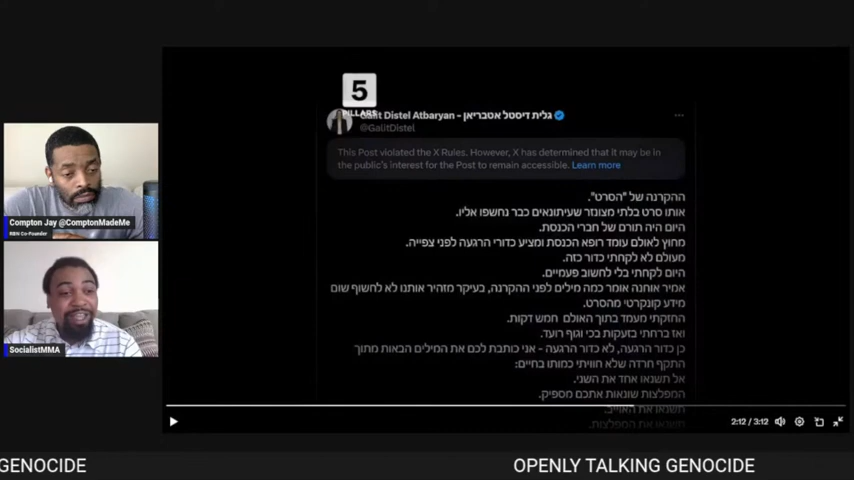 5
PILLARS
Galit Distel Atbaryan - גלית דיסטל אטבריאן
@GalitDistel
This Post violated the X Rules. However, X has determined that it may be in
the public's interest for the Post to remain accessible. Learn more
ההקרנה של "הסרט".
אותו סרט בלתי מצונזר שעיתונאים כבר נחשפו אליו.
היום היה תורם של חברי הכנסת.
מחוץ לאולם עומד רופא הכנסת ומציע כדורי הרגעה לפני צפייה.
מעולם לא לקחתי כדור כזה.
היום לקחתי בלי לחשוב פעמיים.
אמיר אוחנה אומר כמה מילים לפני ההקרנה, בעיקר מזהיר אותנו לא לחשוף שום
מידע קונקרטי מהסרט.
החזקתי מעמד בתוך האולם חמש דקות.
ואז ברחתי בזעקות בכי וגוף רועד.
כן כדור הרגעה, לא כדור הרגעה - אני כותבת לכם את המילים הבאות מתוך
התקף חרדה שלא חוויתי כמותו בחיים:
אל תשנאו אחד את השני.
המפלצות שונאות אתכם מספיק.
תשנאו את האוייב.
תשנאו את המפלצות.
Compton Jay @ComptonMadeMe
RBN Co-Founder
SocialistMMA
2:12 / 3:12
GENOCIDE
OPENLY TALKING GENOCIDE